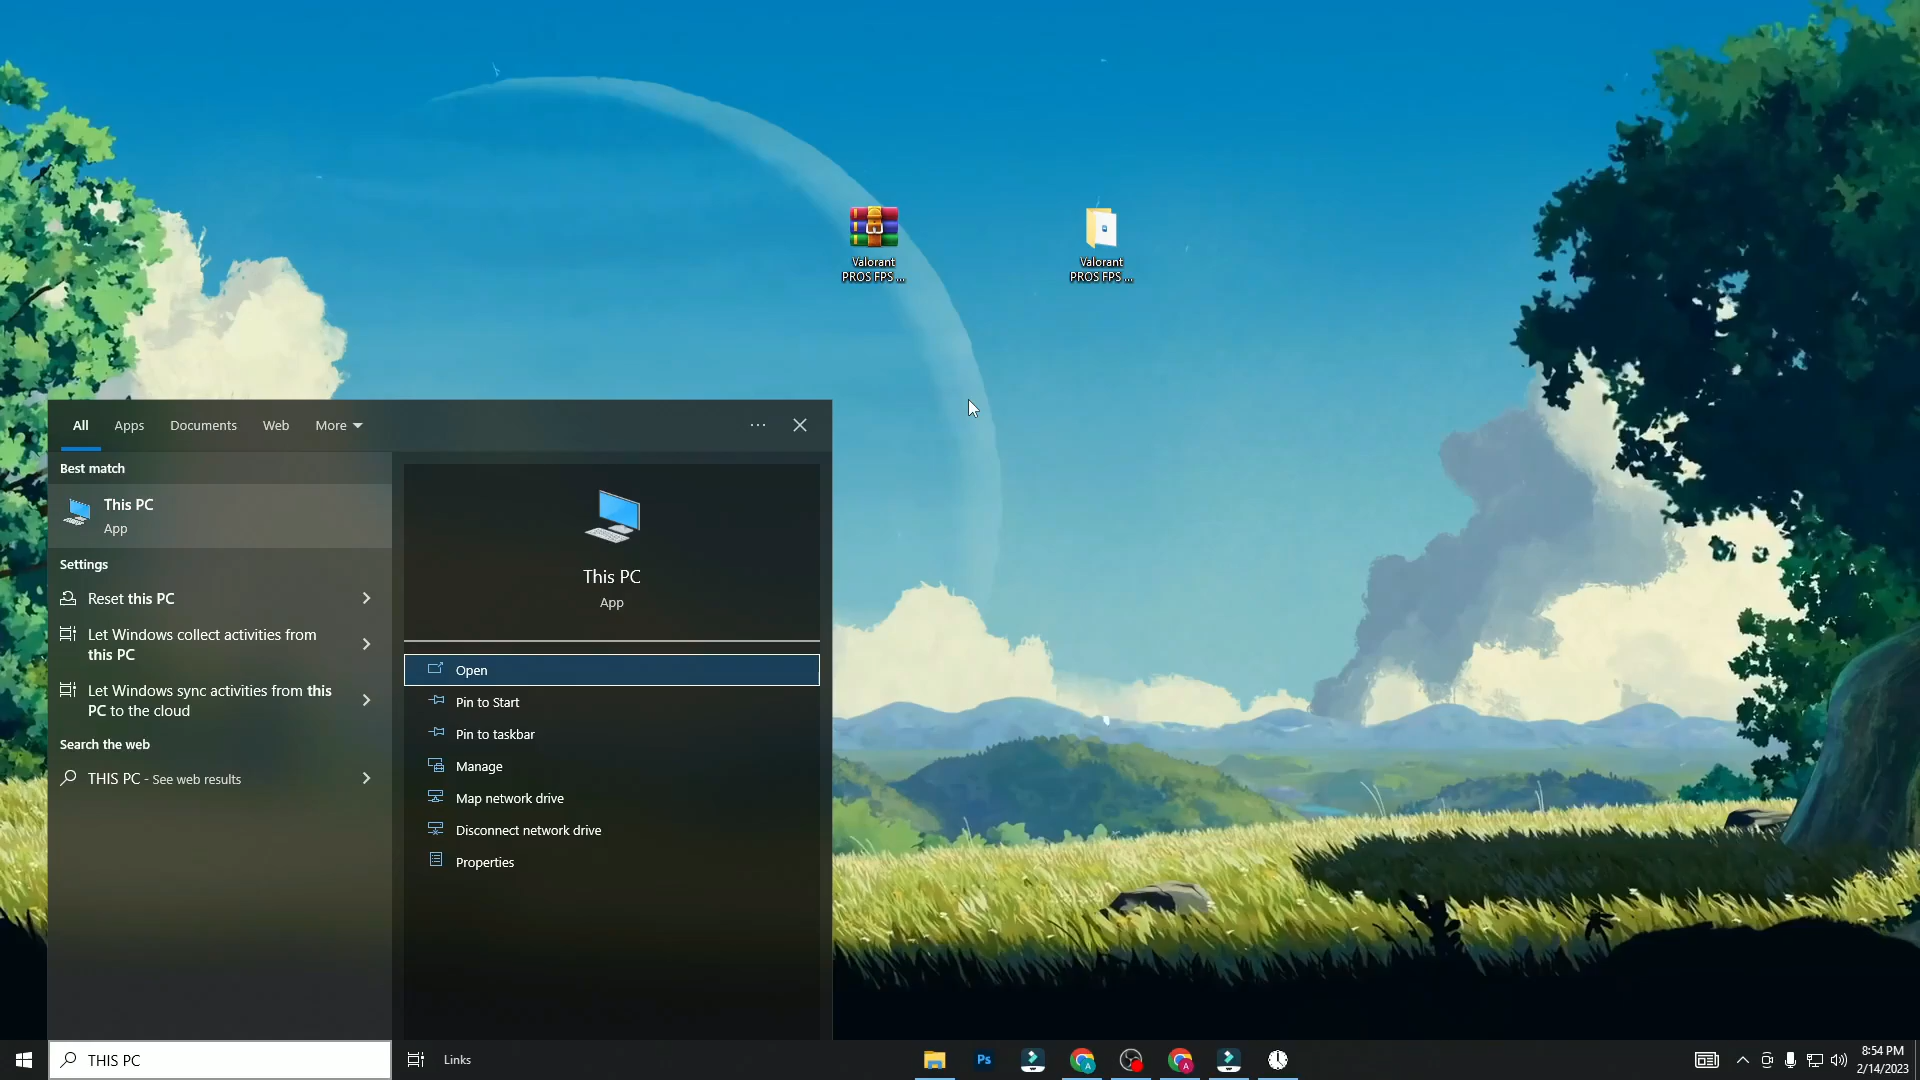 Valorant
PROS FPS ...
Valorant
PROS FPS ...
All
Apps
Documents
Web
More
Best match
This PC
App
Settings
Reset this PC
Let Windows collect activities from
this PC
Let Windows sync activities from this
PC to the cloud
Search the web
THIS PC - See web results
This PC
App
Open
Pin to Start
Pin to taskbar
Manage
Map network drive
Disconnect network drive
Properties
THIS PC
Links
Ps
A
A
8:54 PM
2/14/2023